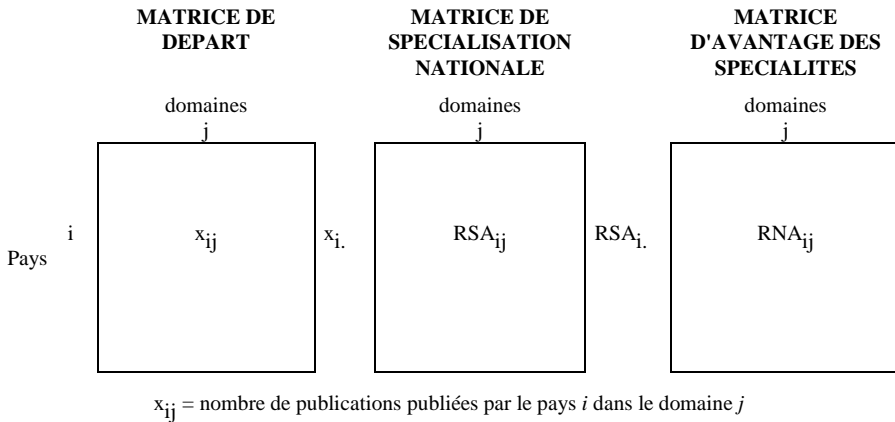 MATRICE DE
DEPART
MATRICE DE
SPECIALISATION
NATIONALE
MATRICE
D'AVANTAGE DES
SPECIALITES
domaines
j
domaines
j
domaines
j
i
Pays
xij
xi.
RSAij
RSAi.
RNAij
xij = nombre de publications publiées par le pays i dans le domaine j